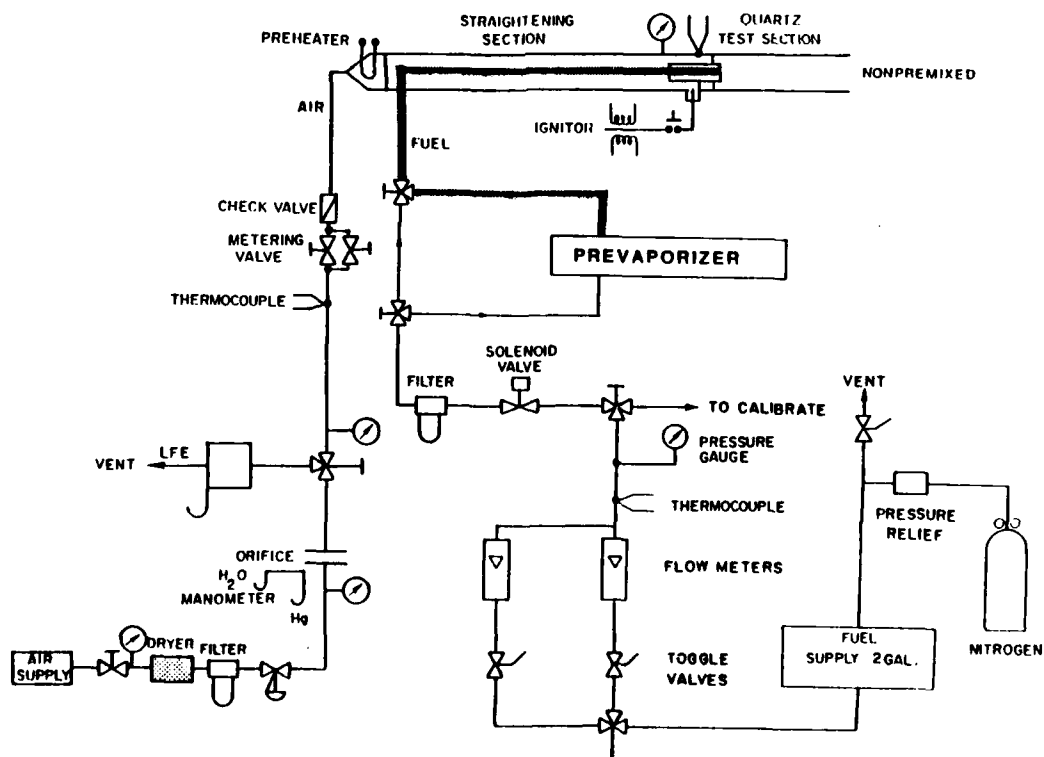 STRAIGHTENING
SECTION
QUARTZ
TEST SECTION
PREHEATER
NONPREMIXED
AIR
IGNITOR
FUEL
CHECK VALVE
METERING
VALVE
PREVAPORIZER
THERMOCOUPLE
SOLENOID
VALVE
FILTER
VENT
TO CALIBRATE
PRESSURE
GAUGE
VENT
LFE
THERMOCOUPLE
PRESSURE
RELIEF
ORIFICE
H2O
MANOMETER
Hg
FLOW METERS
DRYER
FILTER
AIR
SUPPLY
TOGGLE
VALVES
FUEL
SUPPLY 2 GAL.
NITROGEN